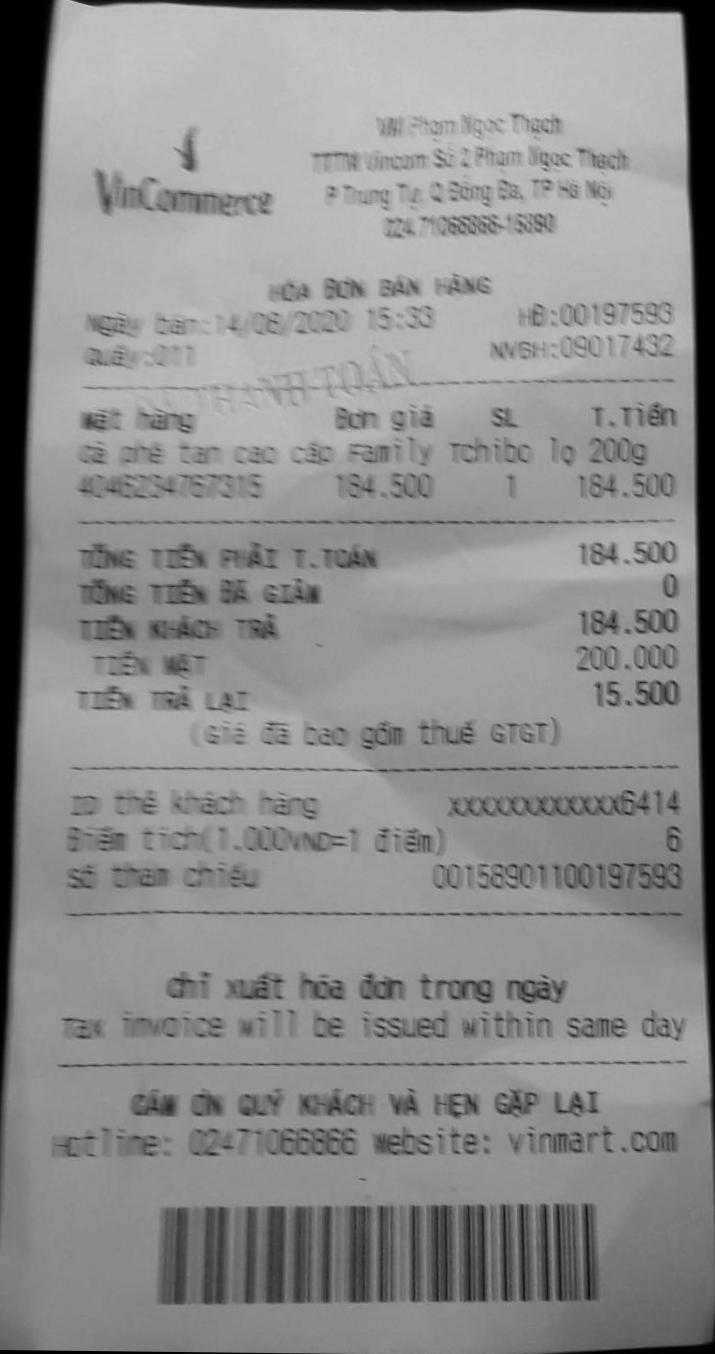 VinCommerce
VM Phạm Ngọc Thạch
TTTM Vincom Số 2 Phạm Ngọc Thạch
P Trung Tự, Q Đống Đa, TP Hà Nội
024.71066866-15890
HÓA ĐƠN BÁN HÀNG
Ngày bán:14/08/2020 15:33 HĐ:00197593
Quầy:011 NVBH:09017432
THANH TOÁN
Mặt hàng Đơn giá SL T.Tiền
Cà phê tan cao cấp Family Tchibo lọ 200g
4046234767315 184.500 1 184.500
TỔNG TIỀN PHẢI T.TOÁN 184.500
TỔNG TIỀN ĐÃ GIẢM 0
TIỀN KHÁCH TRẢ 184.500
TIỀN MẶT 200.000
TIỀN TRẢ LẠI 15.500
(Giá đã bao gồm thuế GTGT)
ID thẻ khách hàng xxxxxxxxxxxx6414
Điểm tích(1.000VND=1 điểm) 6
Số tham chiếu 00158901100197593
Chỉ xuất hóa đơn trong ngày
Tax invoice will be issued within same day
CẢM ƠN QUÝ KHÁCH VÀ HẸN GẶP LẠI
Hotline: 02471066866 Website: vinmart.com